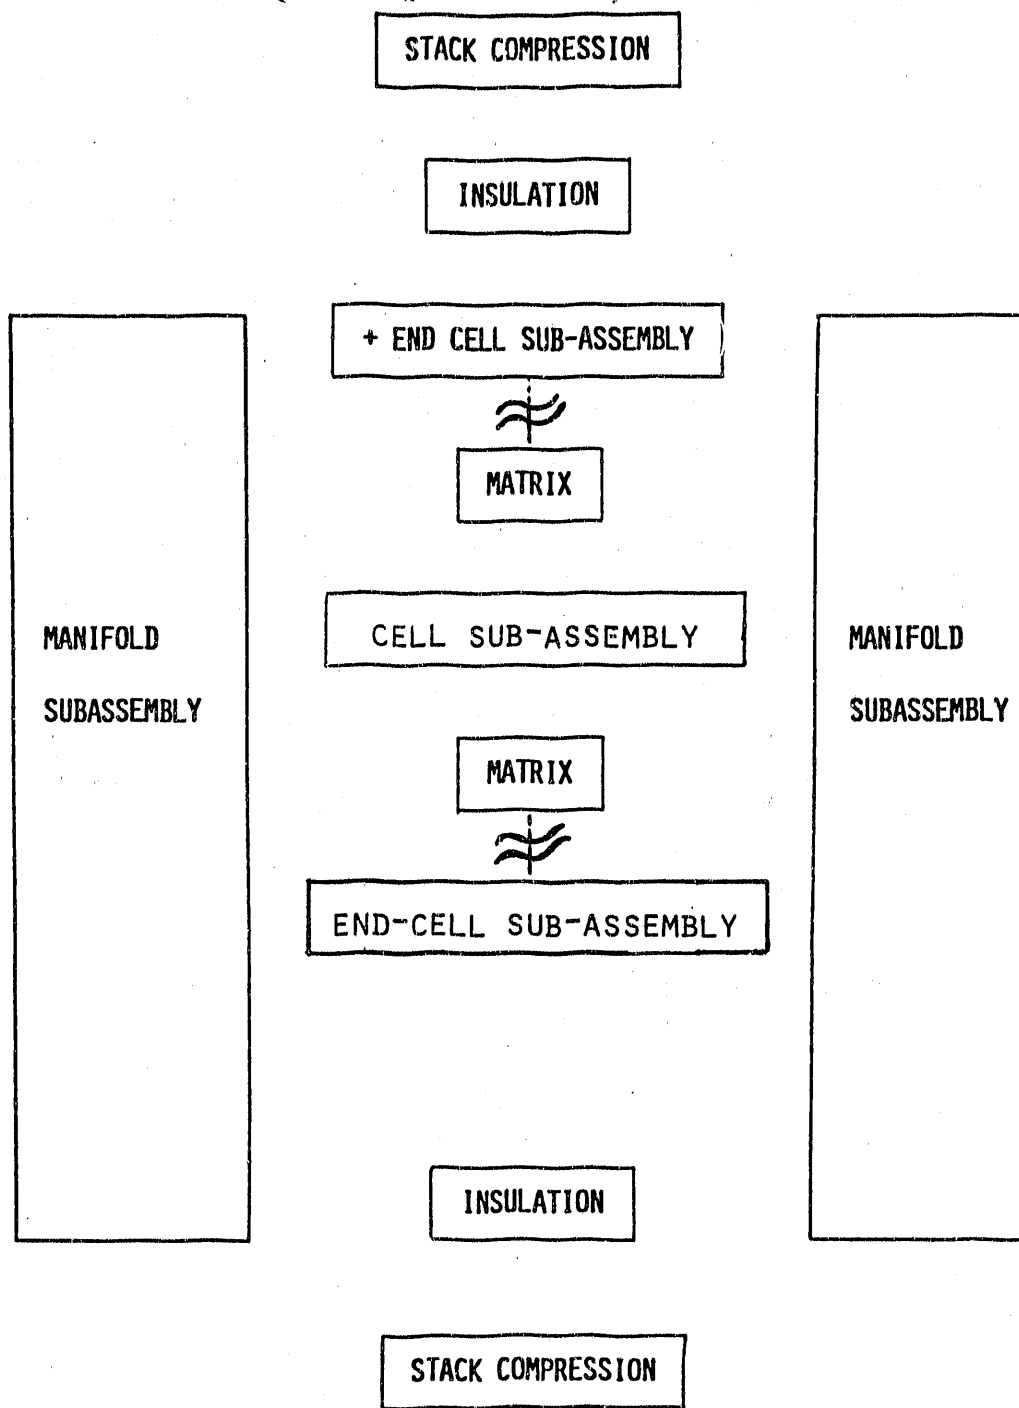 STACK COMPRESSION
INSULATION
+ END CELL SUB-ASSEMBLY
MATRIX
CELL SUB-ASSEMBLY
MANIFOLD
SUBASSEMBLY
MANIFOLD
SUBASSEMBLY
MATRIX
END-CELL SUB-ASSEMBLY
INSULATION
STACK COMPRESSION